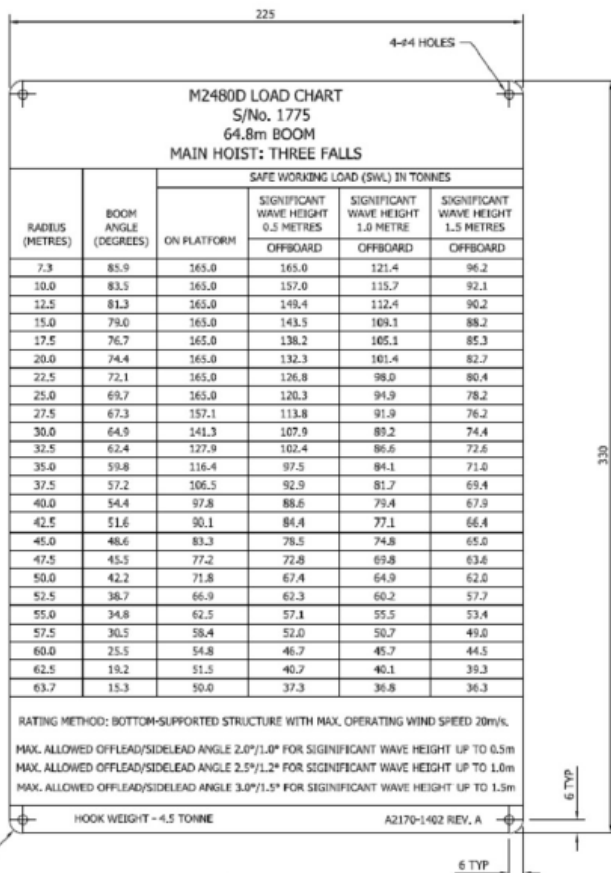 225
4-ø4 HOLES
M2480D LOAD CHART
S/No. 1775
64.8m BOOM
MAIN HOIST: THREE FALLS
SAFE WORKING LOAD (SWL) IN TONNES
RADIUS (METRES) BOOM ANGLE (DEGREES) ON PLATFORM SIGNIFICANT WAVE HEIGHT 0.5 METRES SIGNIFICANT WAVE HEIGHT 1.0 METRE SIGNIFICANT WAVE HEIGHT 1.5 METRES
OFFBOARD OFFBOARD OFFBOARD
7.3 85.9 165.0 165.0 121.4 96.2
10.0 83.5 165.0 157.0 115.7 92.1
12.5 81.3 165.0 149.4 112.4 90.2
15.0 79.0 165.0 143.5 109.1 88.2
17.5 76.7 165.0 138.2 105.1 85.3
20.0 74.4 165.0 132.3 101.4 82.7
22.5 72.1 165.0 126.8 98.0 80.4
25.0 69.7 165.0 120.3 94.9 78.2
27.5 67.3 157.1 113.8 91.9 76.2
30.0 64.9 141.3 107.9 89.2 74.4
32.5 62.4 127.9 102.4 86.6 72.6
35.0 59.8 116.4 97.5 84.1 71.0
37.5 57.2 106.5 92.9 81.7 69.4
40.0 54.4 97.8 88.6 79.4 67.9
42.5 51.6 90.1 84.4 77.1 66.4
45.0 48.6 83.3 78.5 74.8 65.0
47.5 45.5 77.2 72.8 69.8 63.6
50.0 42.2 71.8 67.4 64.9 62.0
52.5 38.7 66.9 62.3 60.2 57.7
55.0 34.8 62.5 57.1 55.5 53.4
57.5 30.5 58.4 52.0 50.7 49.0
60.0 25.5 54.8 46.7 45.7 44.5
62.5 19.2 51.5 40.7 40.1 39.3
63.7 15.3 50.0 37.3 36.8 36.3
330
RATING METHOD: BOTTOM-SUPPORTED STRUCTURE WITH MAX. OPERATING WIND SPEED 20m/s.
MAX. ALLOWED OFFLEAD/SIDELEAD ANGLE 2.0°/1.0° FOR SIGINIFICANT WAVE HEIGHT UP TO 0.5m
MAX. ALLOWED OFFLEAD/SIDELEAD ANGLE 2.5°/1.2° FOR SIGINIFICANT WAVE HEIGHT UP TO 1.0m
MAX. ALLOWED OFFLEAD/SIDELEAD ANGLE 3.0°/1.5° FOR SIGINIFICANT WAVE HEIGHT UP TO 1.5m
6 TYP
HOOK WEIGHT - 4.5 TONNE A2170-1402 REV. A
6 TYP